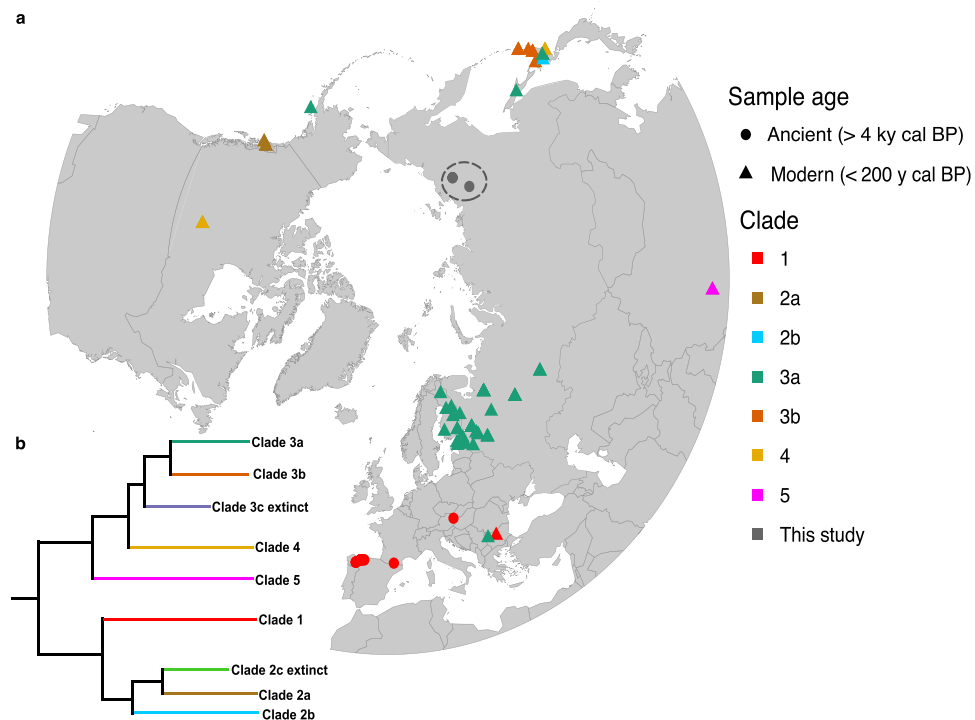 a
Sample age
Ancient (> 4 ky cal BP)
Modern (< 200 y cal BP)
Clade
1
2a
2b
3a
3b
4
5
This study
b
Clade 3a
Clade 3b
Clade 3c extinct
Clade 4
Clade 5
Clade 1
Clade 2c extinct
Clade 2a
Clade 2b